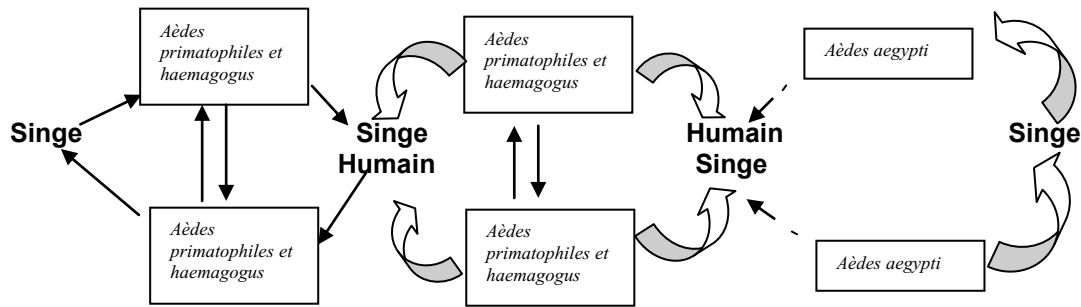 Aèdes
primatophiles et
haemagogus
Aèdes
primatophiles et
haemagogus
Aèdes aegypti
Singe
Singe
Humain
Humain
Singe
Singe
Aèdes
primatophiles et
haemagogus
Aèdes
primatophiles et
haemagogus
Aèdes aegypti